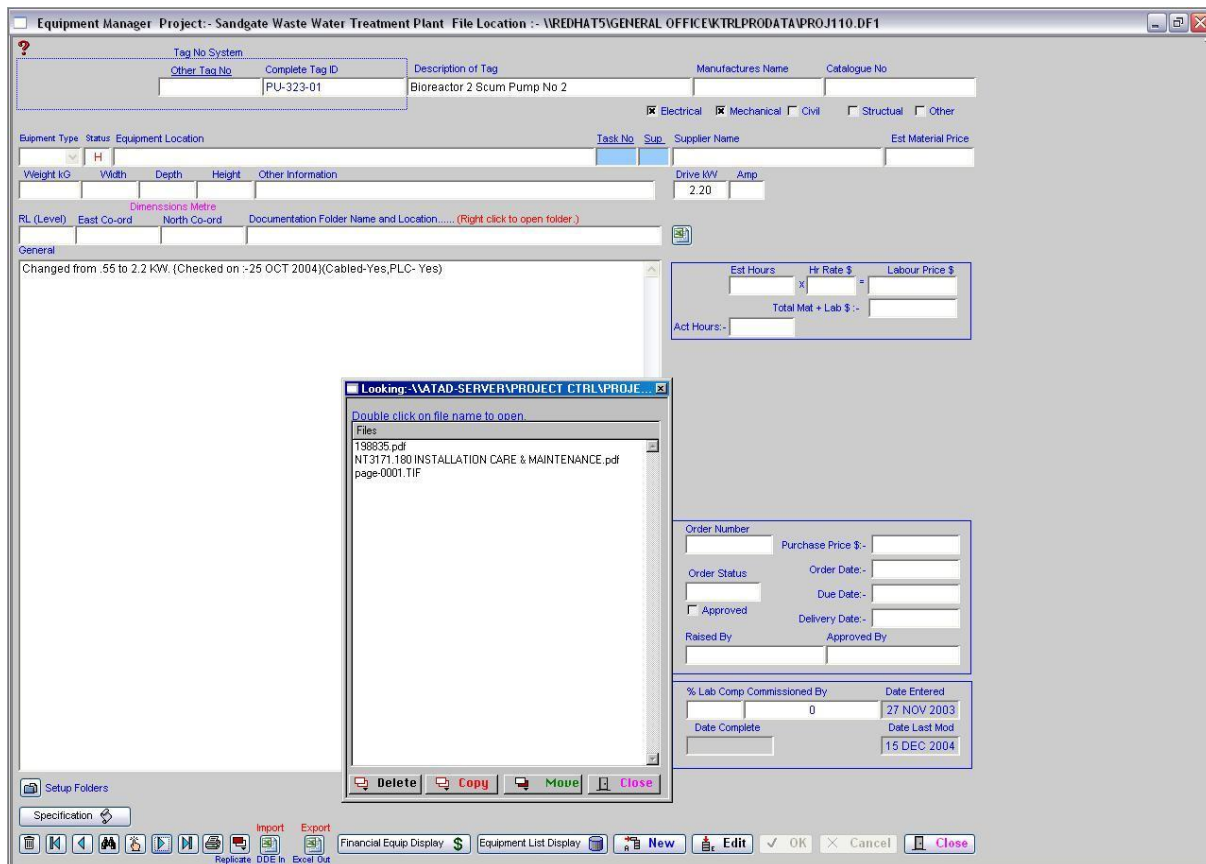 Equipment Manager Project:- Sandgate Waste Water Treatment Plant File Location :- \\REDHAT5\GENERAL OFFICE\KTRLPRODATA\PROJ110.DF1
?
Tag No System
Other Tag No Complete Tag ID Description of Tag Manufactures Name Catalogue No
PU-323-01 Bioreactor 2 Scum Pump No 2
Electrical Mechanical Civil Structual Other
Euipment Type Status Equipment Location Task No Sup Supplier Name Est Material Price
H
Weight kG Width Depth Height Other Information Drive kW Amp
2.20
Dimenssions Metre
RL (Level) East Co-ord North Co-ord Documentation Folder Name and Location...... (Right click to open folder.)
General
Changed from .55 to 2.2 KW. {Checked on :-25 OCT 2004}(Cabled-Yes,PLC- Yes)
Est Hours Hr Rate $ Labour Price $
x =
Total Mat + Lab $ :-
Act Hours:-
Looking:-\\ATAD-SERVER\PROJECT CTRL\PROJE...
Double click on file name to open.
Files
198835.pdf
NT3171.180 INSTALLATION CARE & MAINTENANCE.pdf
page-0001.TIF
Order Number
Purchase Price $:-
Order Status Order Date:-
Due Date:-
Approved
Delivery Date:-
Raised By Approved By
% Lab Comp Commissioned By Date Entered
0 27 NOV 2003
Date Complete Date Last Mod
15 DEC 2004
Delete Copy Move Close
Setup Folders
Specification
Import Export
Financial Equip Display $ Equipment List Display New Edit OK Cancel Close
Replicate DDE In Excel Out